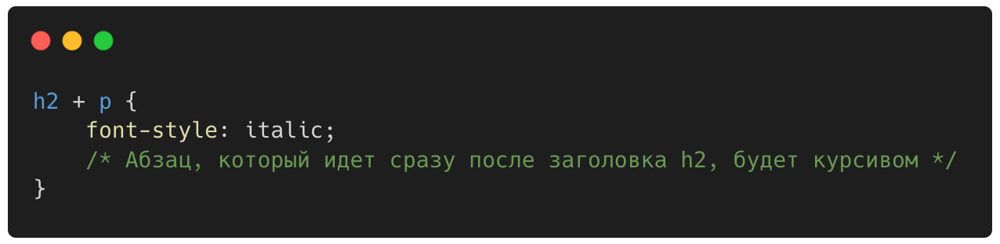 h2 + p {
    font-style: italic;
    /* Абзац, который идет сразу после заголовка h2, будет курсивом */
}